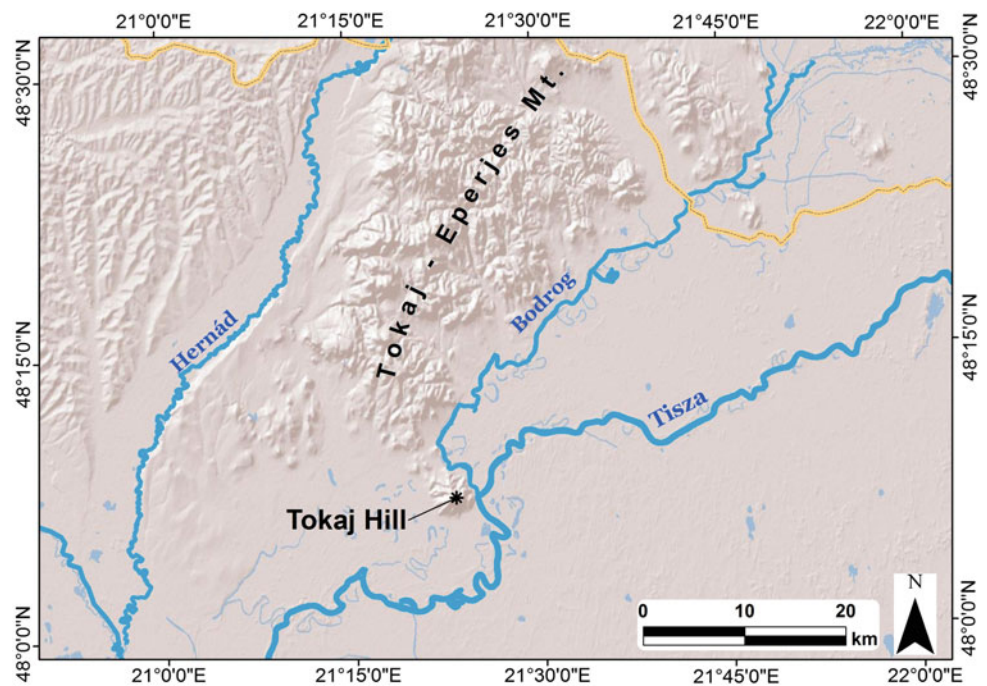 21°0'0"E 21°15'0"E 21°30'0"E 21°45'0"E 22°0'0"E
48°30'0"N
48°30'0"N
Tokaj - Eperjes Mt.
Bodrog
Hernád
48°15'0"N
48°15'0"N
Tisza
Tokaj Hill
N
0 10 20
km
48°0'0"N
48°0'0"N
21°0'0"E 21°15'0"E 21°30'0"E 21°45'0"E 22°0'0"E